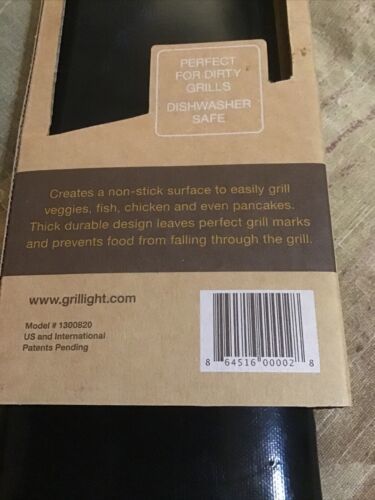 PERFECT
FOR DIRTY
GRILLS
DISHWASHER
SAFE
Creates a non-stick surface to easily grill
veggies, fish, chicken and even pancakes.
Thick durable design leaves perfect grill marks
and prevents food from falling through the grill.
www.grillight.com
Model # 1300820
US and International
Patents Pending
8 64516 00002 8